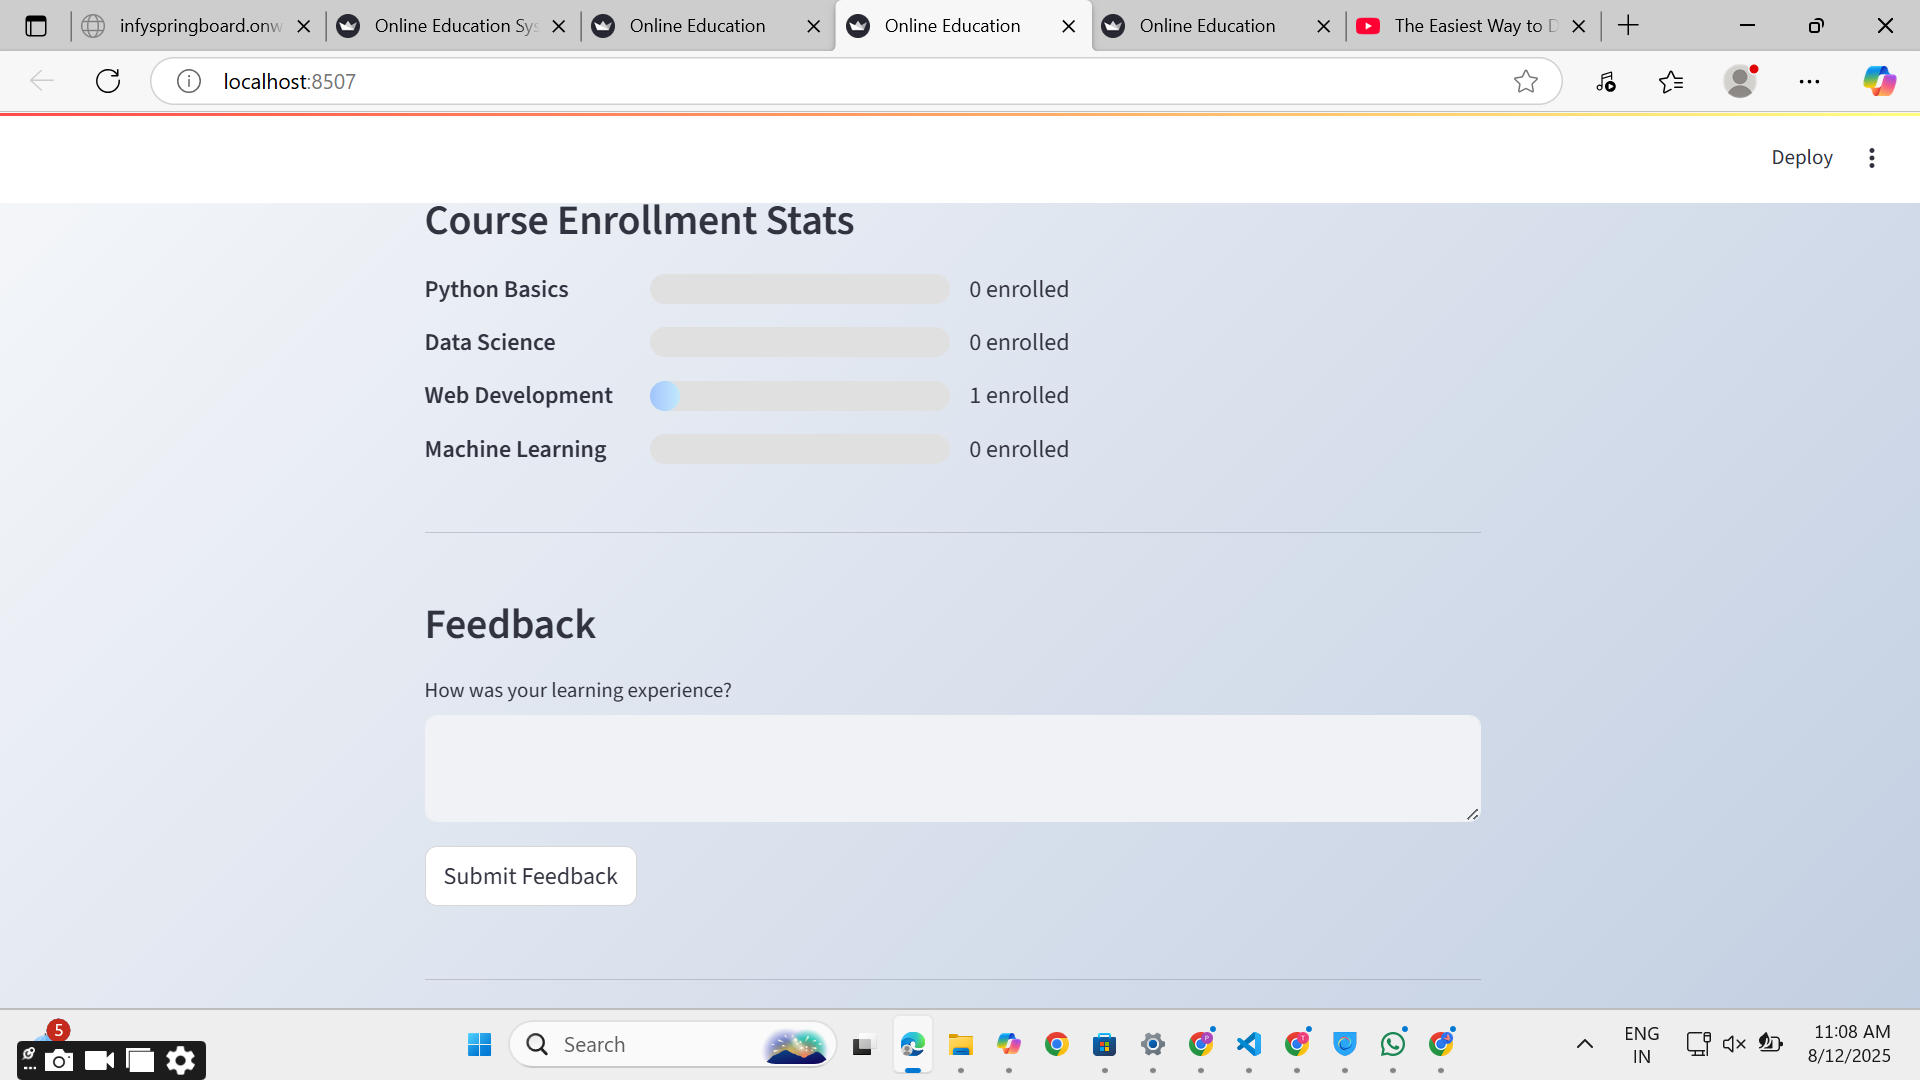 infyspringboard.onw
Online Education Sys
Online Education
Online Education
Online Education
The Easiest Way to D
localhost:8507
Deploy
Course Enrollment Stats
Python Basics 0 enrolled
Data Science 0 enrolled
Web Development 1 enrolled
Machine Learning 0 enrolled
Feedback
How was your learning experience?
Submit Feedback
5
Search
ENG
IN
11:08 AM
8/12/2025